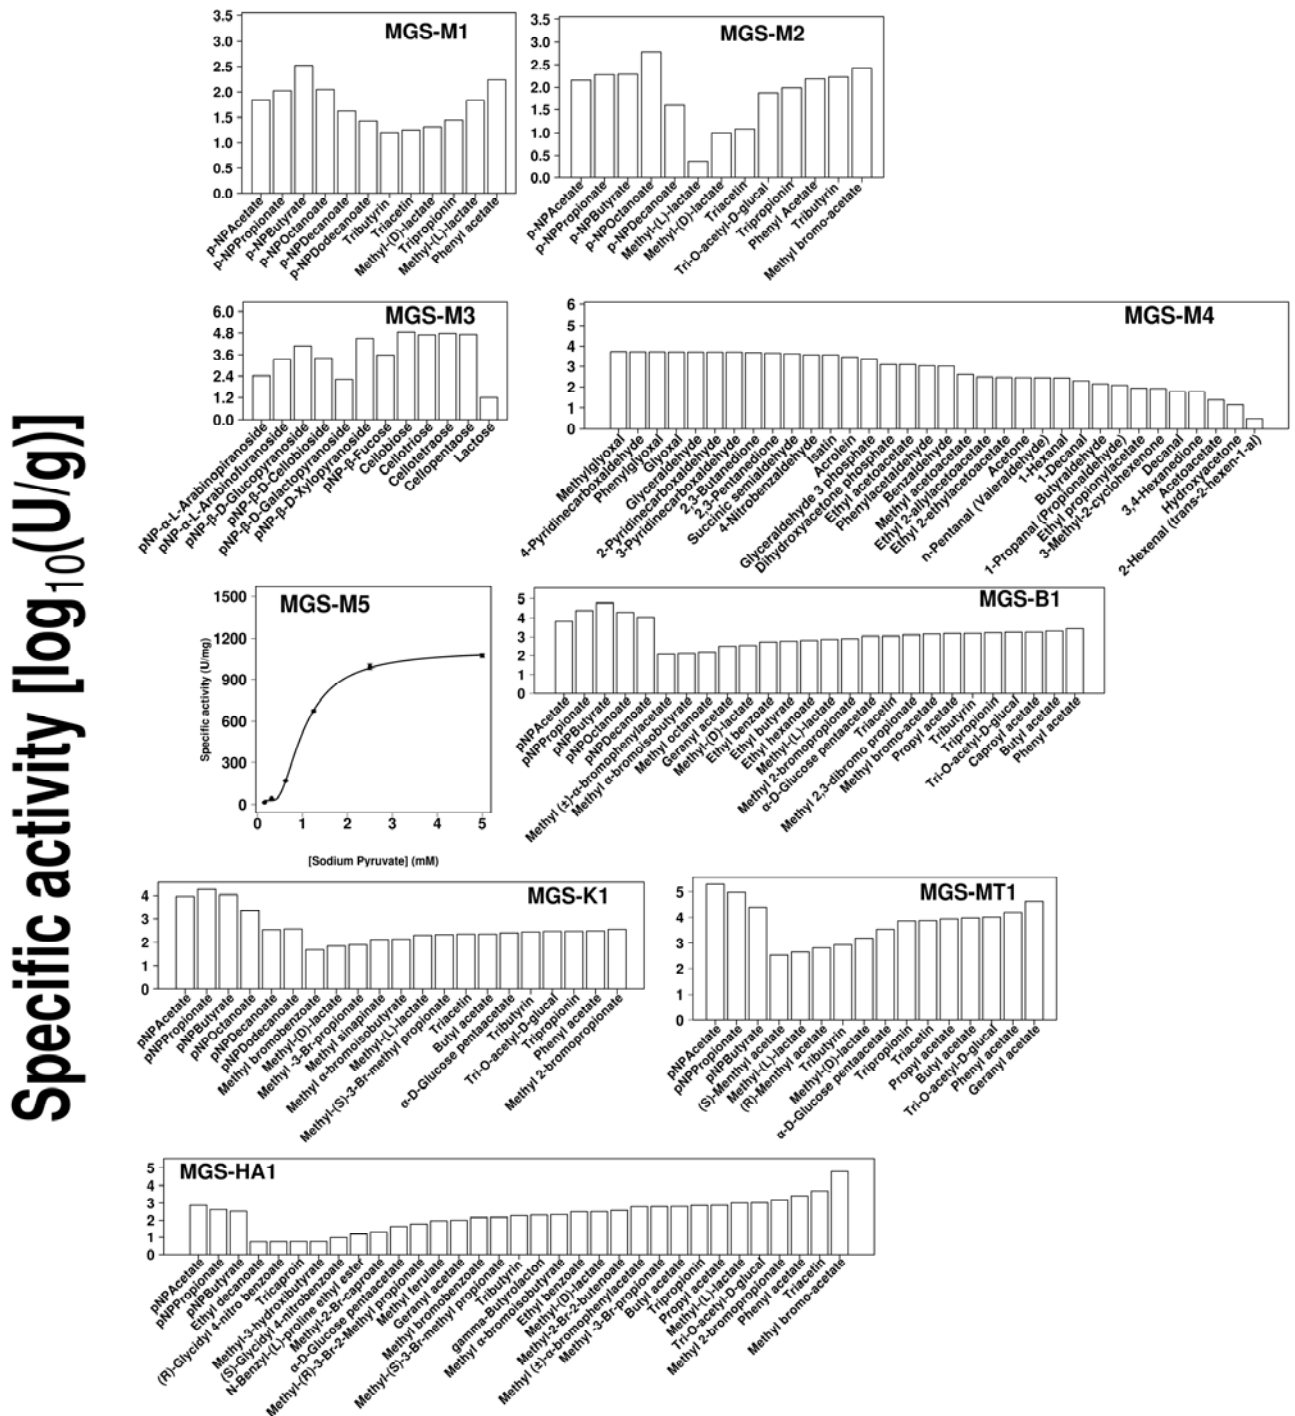 Specific activity [log10(U/g)]
MGS-M1
3.5
3.0
2.5
2.0
1.5
1.0
0.5
0.0
p-NPAcetate
p-NPPropionate
p-NPButyrate
p-NPOctanoate
p-NPDecanoate
p-NPDodecanoate
Tributyrin
Triacetin
Methyl-(D)-lactate
Tripropionin
Methyl-(L)-lactate
Phenyl acetate
MGS-M2
3.5
3.0
2.5
2.0
1.5
1.0
0.5
0.0
p-NPAcetate
p-NPPropionate
p-NPButyrate
p-NPOctanoate
p-NPDecanoate
Methyl-(L)-lactate
Methyl-(D)-lactate
Triacetin
Tri-O-acetyl-D-glucal
Tripropionin
Phenyl Acetate
Tributyrin
Methyl bromo-acetate
MGS-M3
6.0
4.8
3.6
2.4
1.2
0.0
pNP-α-L-Arabinopiranoside
pNP-α-L-Arabinofuranoside
pNP-β-D-Glucopyranoside
pNP-β-D-Cellobioside
pNP-β-D-Galactopyranoside
pNP-β-D-Xylopyranoside
pNP-β-Fucose
Cellobiose
Cellotriose
Cellotetraose
Cellopentaose
Lactose
MGS-M4
6
5
4
3
2
1
0
Methylglyoxal
4-Pyridinecarboxaldehyde
Phenylglyoxal
Glyoxal
Glyceraldehyde
2-Pyridinecarboxaldehyde
3-Pyridinecarboxaldehyde
2,3-Butanedione
2,3-Pentanedione
Succinic semialdehyde
4-Nitrobenzaldehyde
Isatin
Acrolein
Glyceraldehyde 3 phosphate
Dihydroxyacetone phosphate
Ethyl acetoacetate
Phenylacetaldehyde
Benzaldehyde
Methyl acetoacetate
Ethyl 2-allylacetoacetate
Ethyl 2-ethylacetoacetate
Acetone
n-Pentanal (Valeraldehyde)
1-Hexanal
1-Decanal
Butyraldehyde
1-Propanal (Propionaldehyde)
Ethyl propionylacetate
3-Methyl-2-cyclohexenone
Decanal
3,4-Hexanedione
Acetoacetate
Hydroxyacetone
2-Hexenal (trans-2-hexen-1-al)
MGS-M5
Specific activity (U/mg)
1500
1200
900
600
300
0
0 1 2 3 4 5
[Sodium Pyruvate] (mM)
MGS-B1
5
4
3
2
1
0
pNPAcetate
pNPPropionate
pNPButyrate
pNPOctanoate
pNPDecanoate
Methyl (±)-α-bromophenylacetate
Methyl α-bromoisobutyrate
Methyl octanoate
Geranyl acetate
Methyl-(D)-lactate
Ethyl benzoate
Ethyl butyrate
Ethyl hexanoate
Methyl-(L)-lactate
Methyl 2-bromopropionate
α-D-Glucose pentaacetate
Triacetin
Methyl 2,3-dibromo propionate
Methyl bromo-acetate
Propyl acetate
Tributyrin
Tripropionin
Tri-O-acetyl-D-glucal
Caproyl acetate
Butyl acetate
Phenyl acetate
MGS-K1
4
3
2
1
0
pNPAcetate
pNPPropionate
pNPButyrate
pNPOctanoate
pNPDecanoate
pNPDodecanoate
Methyl bromobenzoate
Methyl-(D)-lactate
Methyl -3-Br-propionate
Methyl sinapinate
Methyl α-bromoisobutyrate
Methyl-(L)-lactate
Methyl-(S)-3-Br-methyl propionate
Triacetin
Butyl acetate
α-D-Glucose pentaacetate
Tributyrin
Tri-O-acetyl-D-glucal
Tripropionin
Phenyl acetate
Methyl 2-bromopropionate
MGS-MT1
5
4
3
2
1
0
pNPAcetate
pNPPropionate
pNPButyrate
(S)-Menthyl acetate
Methyl-(L)-lactate
(R)-Menthyl acetate
Tributyrin
Methyl-(D)-lactate
α-D-Glucose pentaacetate
Tripropionin
Triacetin
Propyl acetate
Butyl acetate
Tri-O-acetyl-D-glucal
Phenyl acetate
Geranyl acetate
MGS-HA1
5
4
3
2
1
0
pNPAcetate
pNPPropionate
pNPButyrate
Ethyl decanoate
(R)-Glycidyl 4-nitro benzoate
Tricaproin
Methyl-3-hydroxibutyrate
(S)-Glycidyl 4-nitrobenzoate
N-Benzyl-(L)-proline ethyl ester
Methyl-2-Br-caproate
α-D-Glucose pentaacetate
Methyl-(R)-3-Br-2-Methyl propionate
Methyl ferulate
Geranyl acetate
Methyl bromobenzoate
Methyl-(S)-3-Br-methyl propionate
Tributyrin
gamma-Butyrolacton
Methyl α-bromoisobutyrate
Ethyl benzoate
Methyl-(D)-lactate
Methyl-2-Br-2-butenoate
Methyl (±)-α-bromophenylacetate
Methyl -3-Br-propionate
Butyl acetate
Tripropionin
Propyl acetate
Methyl-(L)-lactate
Tri-O-acetyl-D-glucal
Methyl 2-bromopropionate
Phenyl acetate
Triacetin
Methyl bromo-acetate